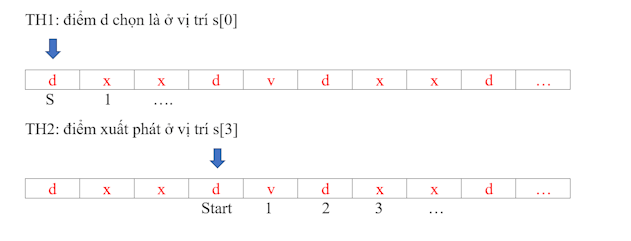 TH1: điểm d chọn là ở vị trí s[0]
d x x d v d x x d …
S 1 ….
TH2: điểm xuất phát ở vị trí s[3]
d x x d v d x x d …
Start 1 2 3 …